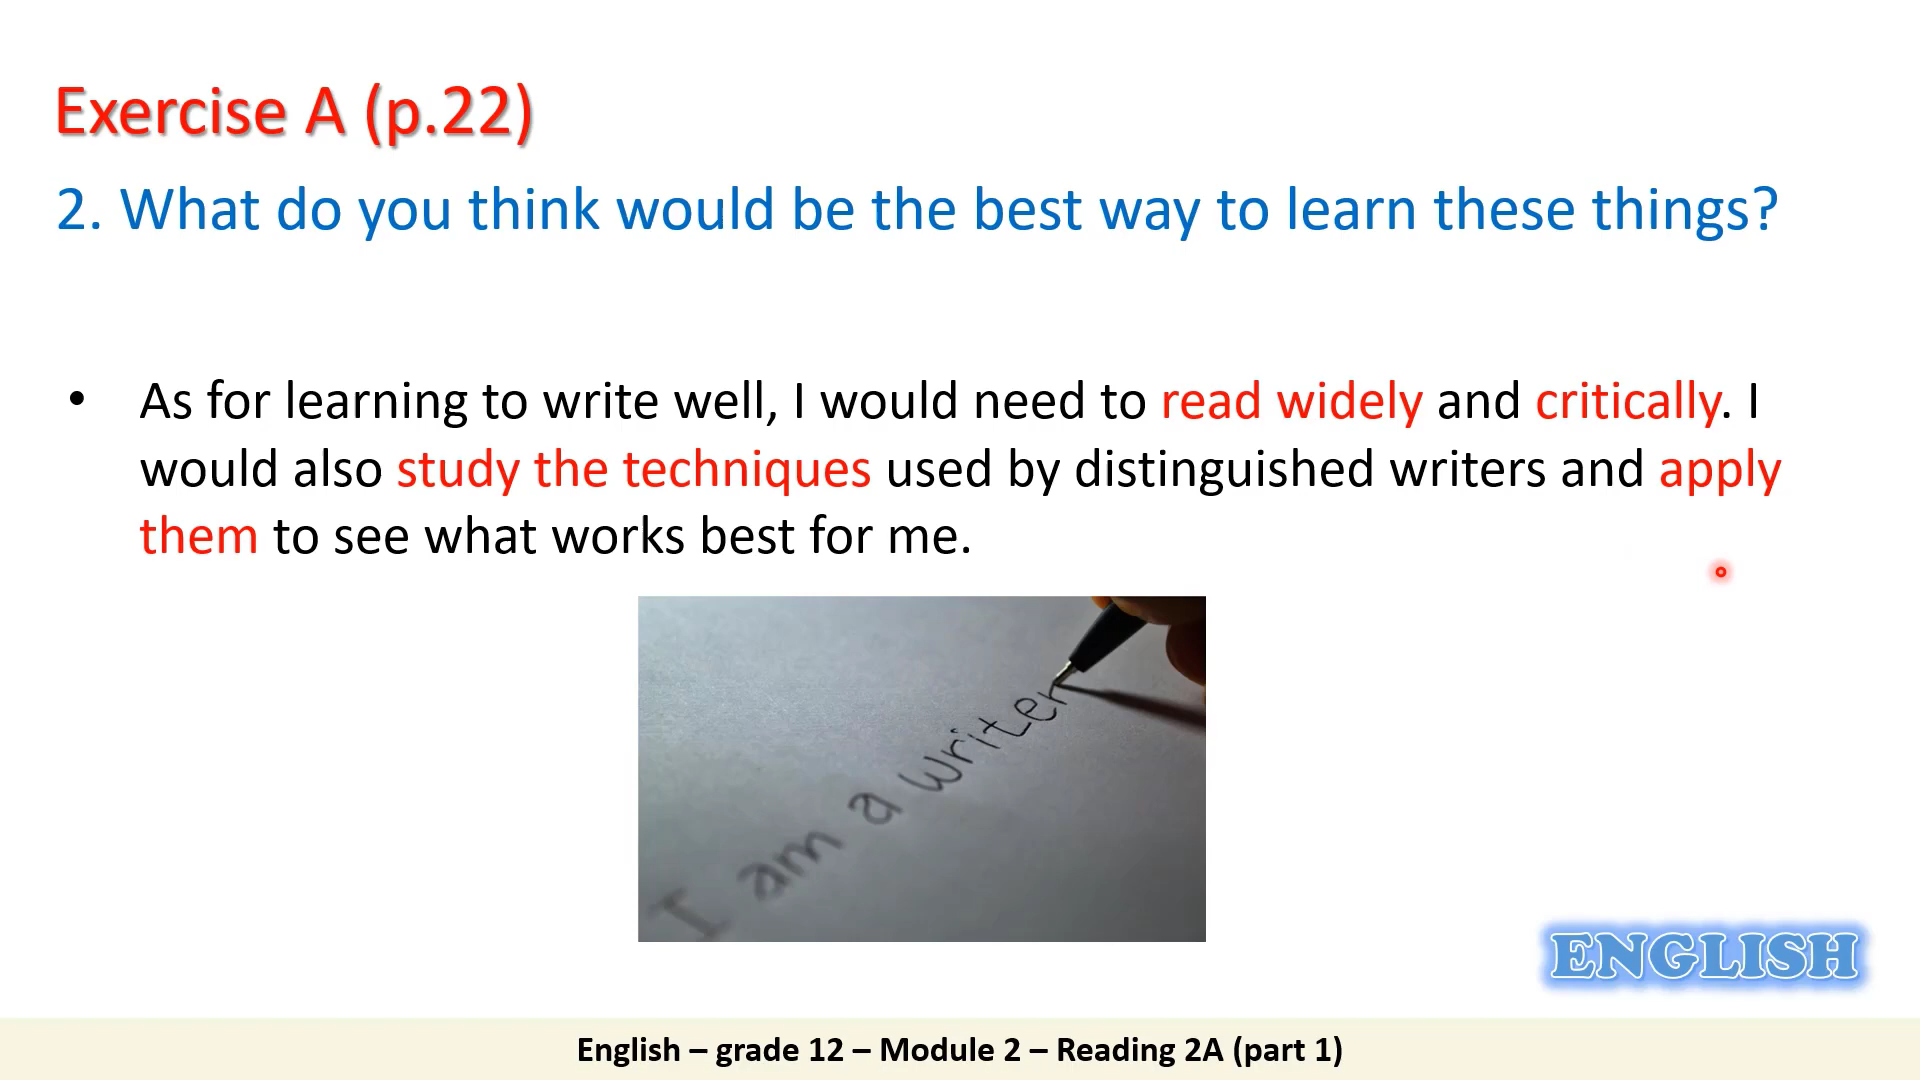 Exercise A (p.22)
2. What do you think would be the best way to learn these things?
• As for learning to write well, I would need to read widely and critically. I
would also study the techniques used by distinguished writers and apply
them to see what works best for me.
I am a writer
ENGLISH
English – grade 12 – Module 2 – Reading 2A (part 1)